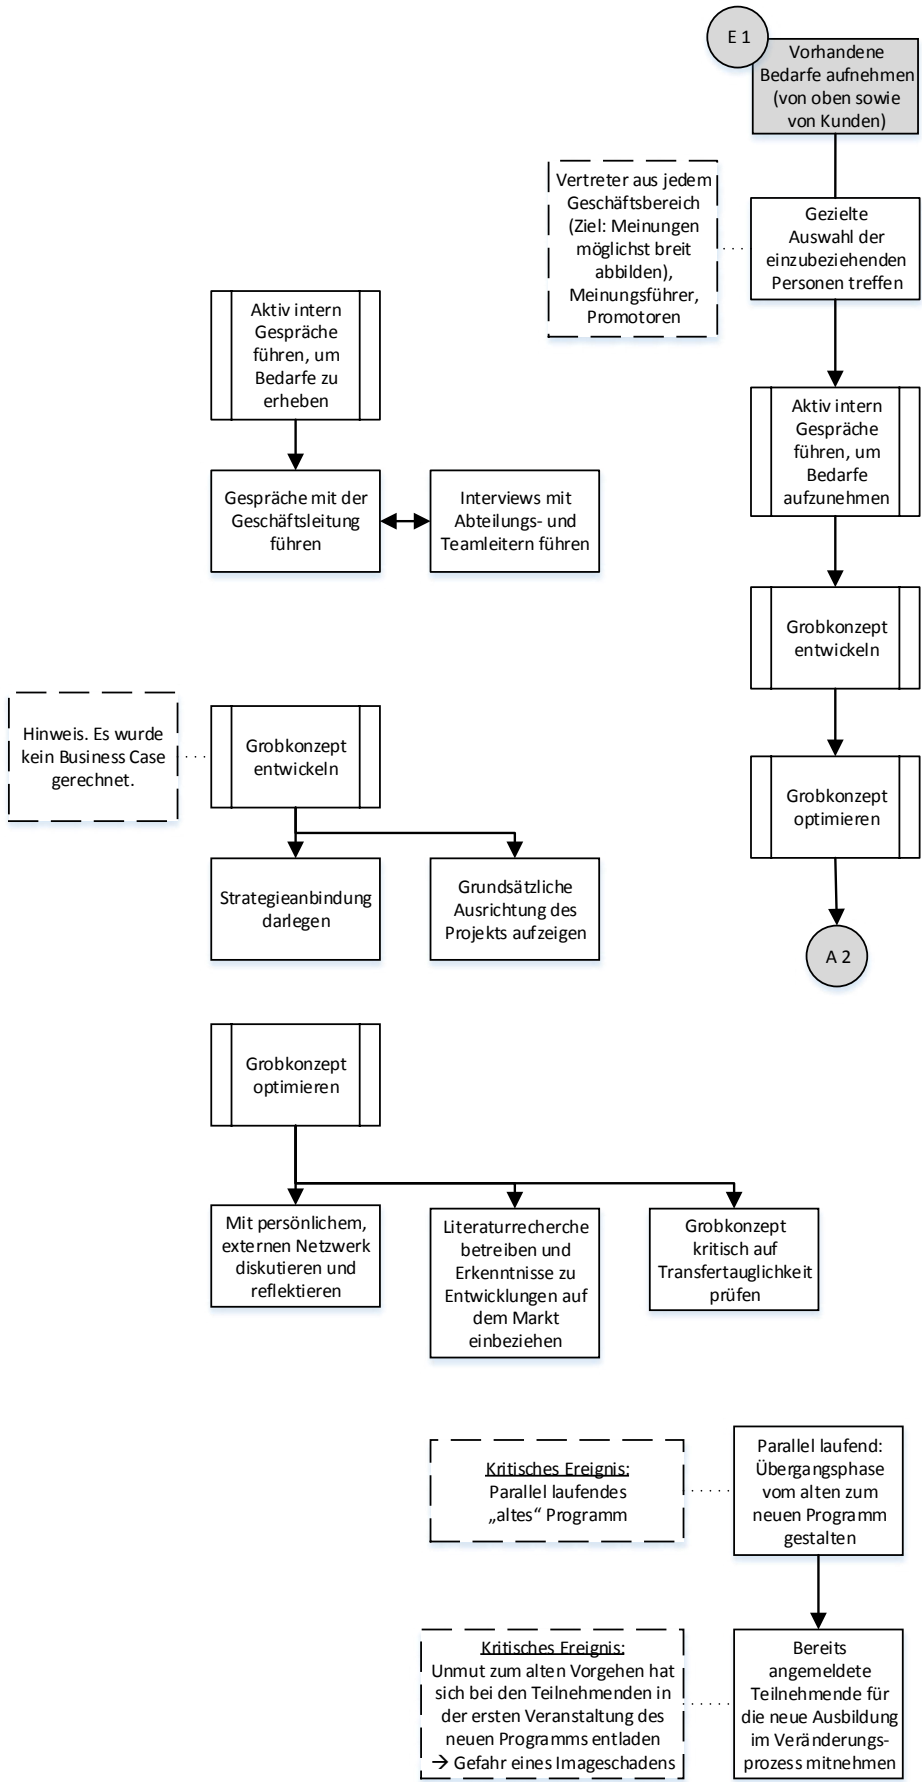 E 1
Vorhandene
Bedarfe aufnehmen
(von oben sowie
von Kunden)
Vertreter aus jedem
Geschäftsbereich
(Ziel: Meinungen
möglichst breit
abbilden),
Meinungsführer,
Promotoren
Gezielte
Auswahl der
einzubeziehenden
Personen treffen
Aktiv intern
Gespräche
führen, um
Bedarfe zu
erheben
Aktiv intern
Gespräche
führen, um
Bedarfe
aufzunehmen
Gespräche mit der
Geschäftsleitung
führen
Interviews mit
Abteilungs- und
Teamleitern führen
Grobkonzept
entwickeln
Hinweis. Es wurde
kein Business Case
gerechnet.
Grobkonzept
entwickeln
Grobkonzept
optimieren
Strategieanbindung
darlegen
Grundsätzliche
Ausrichtung des
Projekts aufzeigen
A 2
Grobkonzept
optimieren
Mit persönlichem,
externen Netzwerk
diskutieren und
reflektieren
Literaturrecherche
betreiben und
Erkenntnisse zu
Entwicklungen auf
dem Markt
einbeziehen
Grobkonzept
kritisch auf
Transfertauglichkeit
prüfen
Kritisches Ereignis:
Parallel laufendes
„altes“ Programm
Parallel laufend:
Übergangsphase
vom alten zum
neuen Programm
gestalten
Kritisches Ereignis:
Unmut zum alten Vorgehen hat
sich bei den Teilnehmenden in
der ersten Veranstaltung des
neuen Programms entladen
→ Gefahr eines Imageschadens
Bereits
angemeldete
Teilnehmende für
die neue Ausbildung
im Veränderungs-
prozess mitnehmen